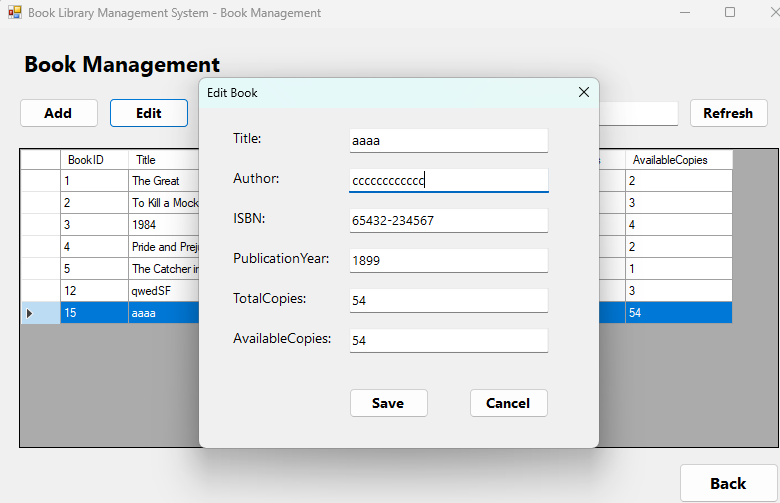 Book Library Management System - Book Management
Book Management
Add Edit Refresh
Edit Book
Title: aaaa
Author: cccccccccccc
ISBN: 65432-234567
PublicationYear: 1899
TotalCopies: 54
AvailableCopies: 54
Save Cancel
BookID Title AvailableCopies
1 The Great 2
2 To Kill a Mock 3
3 1984 4
4 Pride and Preju 2
5 The Catcher in 1
12 qwedSF 3
15 aaaa 54
Back